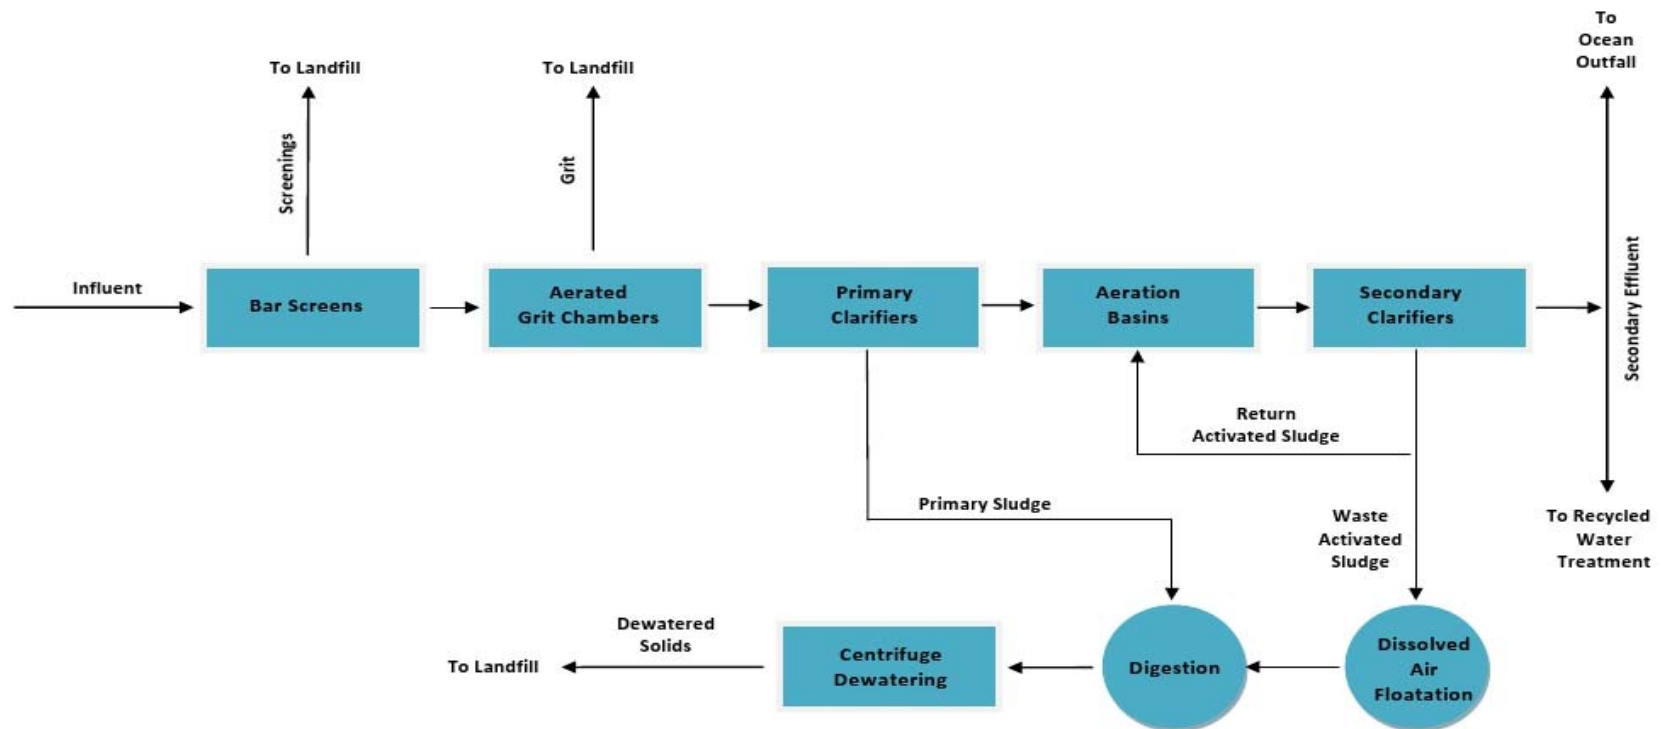 To
Ocean
Outfall
To Landfill
To Landfill
Screenings
Grit
Influent
Bar Screens
Aerated
Grit Chambers
Primary
Clarifiers
Aeration
Basins
Secondary
Clarifiers
Secondary Effluent
Return
Activated Sludge
Primary Sludge
Waste
Activated
Sludge
To Recycled
Water
Treatment
Dewatered
Solids
To Landfill
Centrifuge
Dewatering
Digestion
Dissolved
Air
Floatation